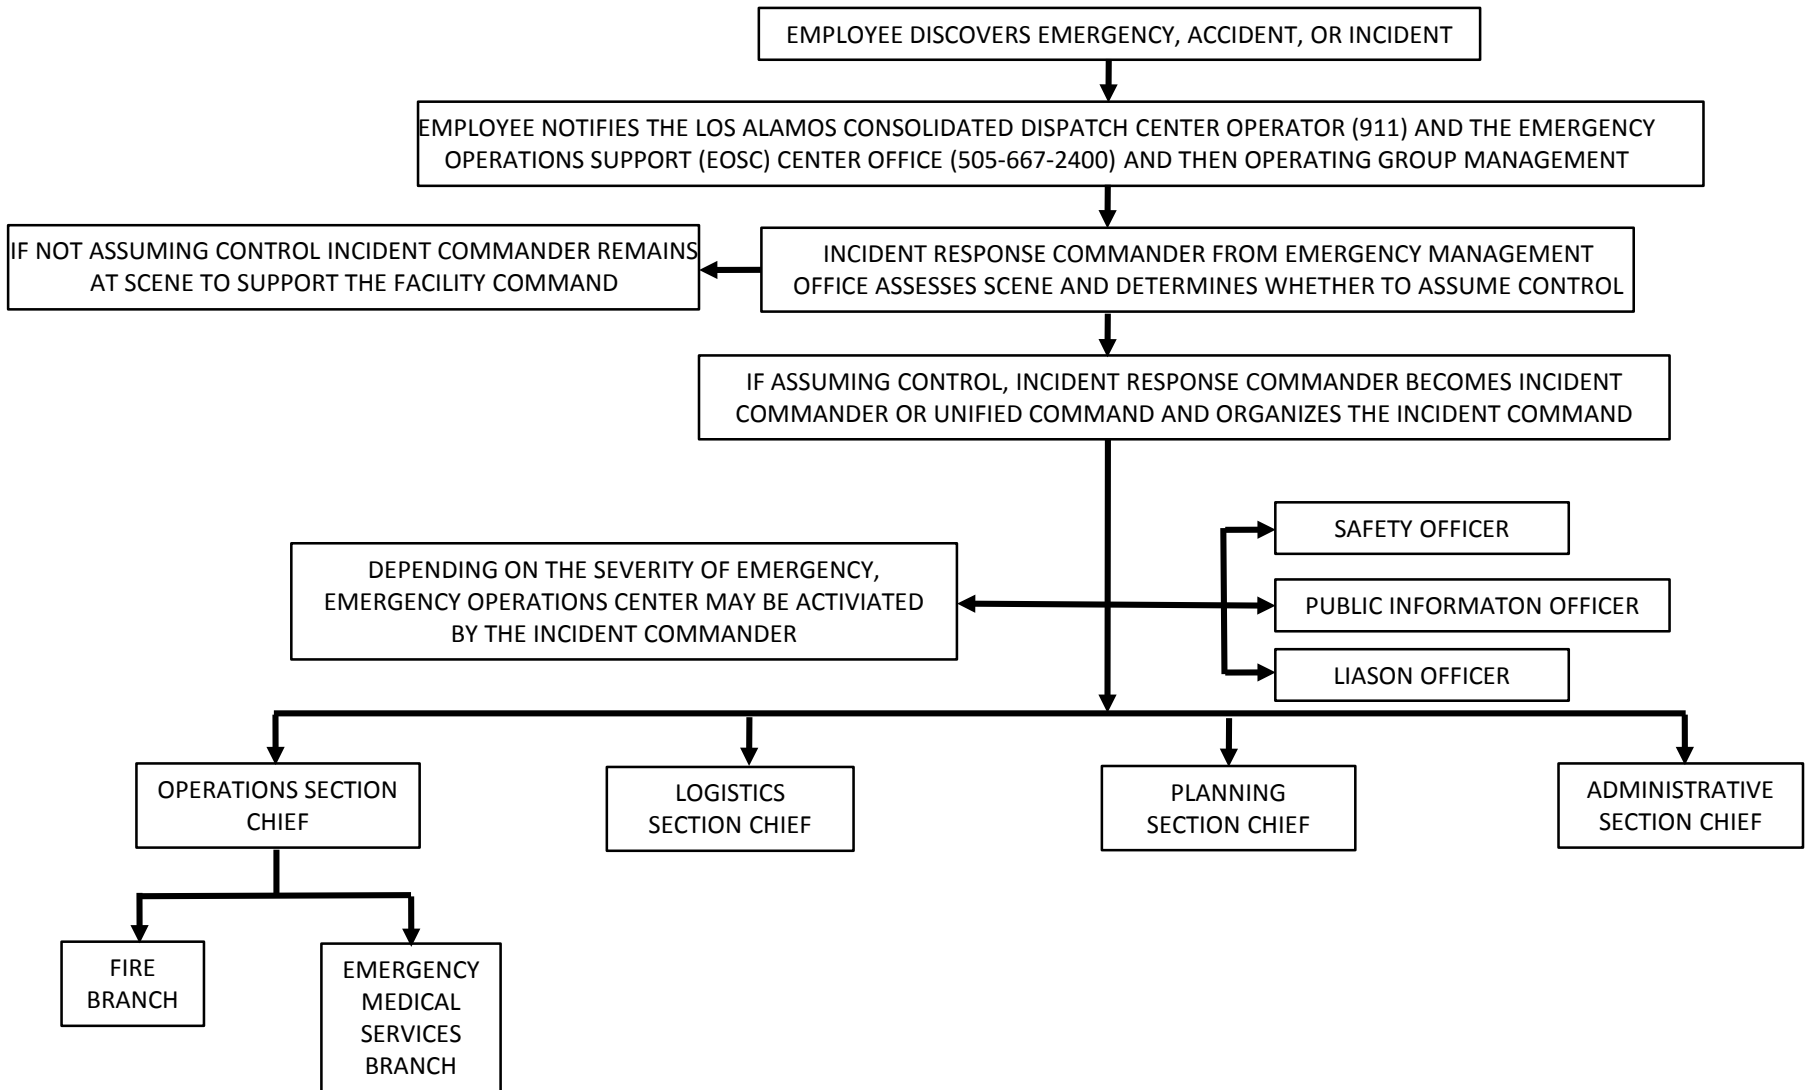 EMPLOYEE DISCOVERS EMERGENCY, ACCIDENT, OR INCIDENT
EMPLOYEE NOTIFIES THE LOS ALAMOS CONSOLIDATED DISPATCH CENTER OPERATOR (911) AND THE EMERGENCY
OPERATIONS SUPPORT (EOSC) CENTER OFFICE (505-667-2400) AND THEN OPERATING GROUP MANAGEMENT
IF NOT ASSUMING CONTROL INCIDENT COMMANDER REMAINS
AT SCENE TO SUPPORT THE FACILITY COMMAND
INCIDENT RESPONSE COMMANDER FROM EMERGENCY MANAGEMENT
OFFICE ASSESSES SCENE AND DETERMINES WHETHER TO ASSUME CONTROL
IF ASSUMING CONTROL, INCIDENT RESPONSE COMMANDER BECOMES INCIDENT
COMMANDER OR UNIFIED COMMAND AND ORGANIZES THE INCIDENT COMMAND
DEPENDING ON THE SEVERITY OF EMERGENCY,
EMERGENCY OPERATIONS CENTER MAY BE ACTIVIATED
BY THE INCIDENT COMMANDER
SAFETY OFFICER
PUBLIC INFORMATON OFFICER
LIASON OFFICER
OPERATIONS SECTION
CHIEF
LOGISTICS
SECTION CHIEF
PLANNING
SECTION CHIEF
ADMINISTRATIVE
SECTION CHIEF
FIRE
BRANCH
EMERGENCY
MEDICAL
SERVICES
BRANCH